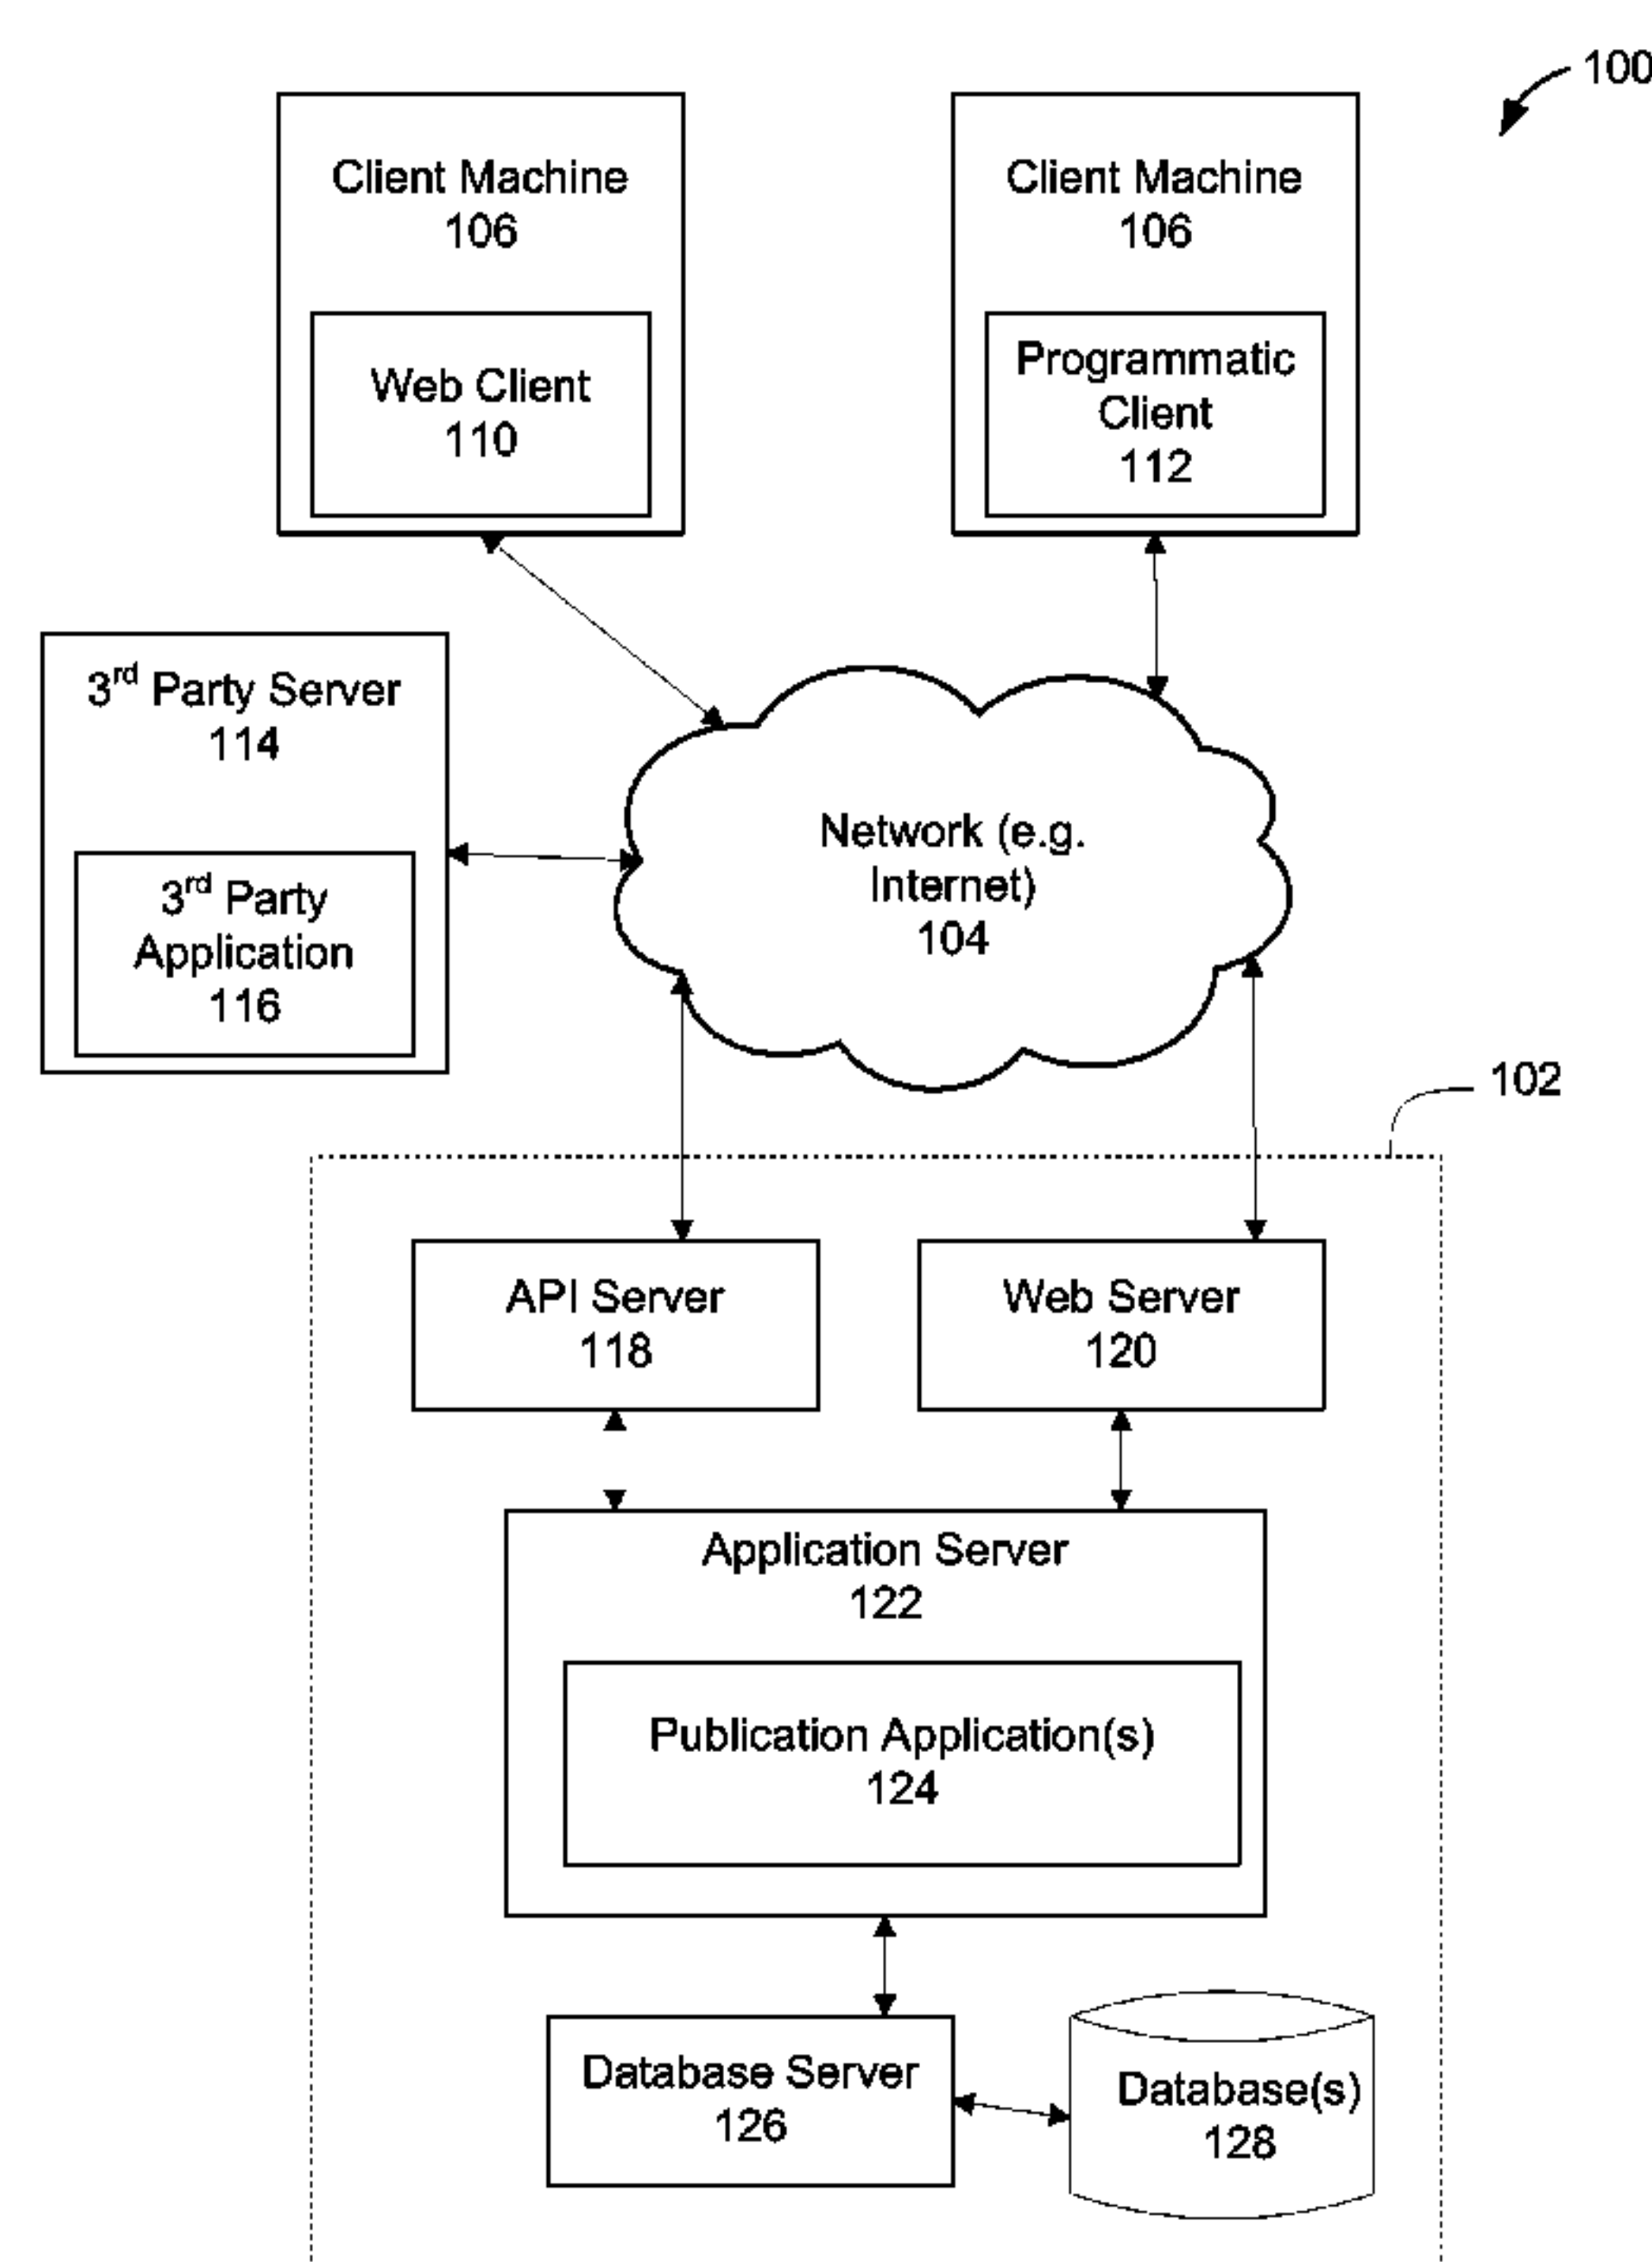 100
Client Machine
106
Web Client
110
Client Machine
106
Programmatic
Client
112
3rd Party Server
114
3rd Party
Application
116
Network (e.g.
Internet)
104
102
API Server
118
Web Server
120
Application Server
122
Publication Application(s)
124
Database Server
126
Database(s)
128